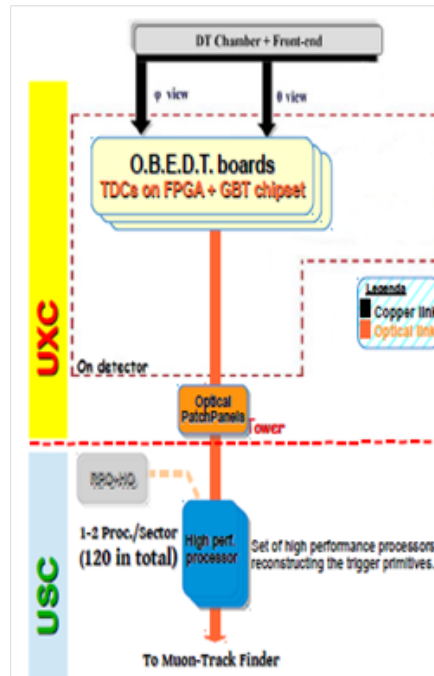 DT Chamber + Front-end
φ view
θ view
O.B.E.D.T. boards
TDCs on FPGA + GBT chipset
Legenda
Copper link
Optical link
UXC
On detector
Optical
PatchPanels
Tower
1-2 Proc./Sector
(120 in total)
High perf.
processor
Set of high performance processors
reconstructing the trigger primitives.
USC
To Muon-Track Finder